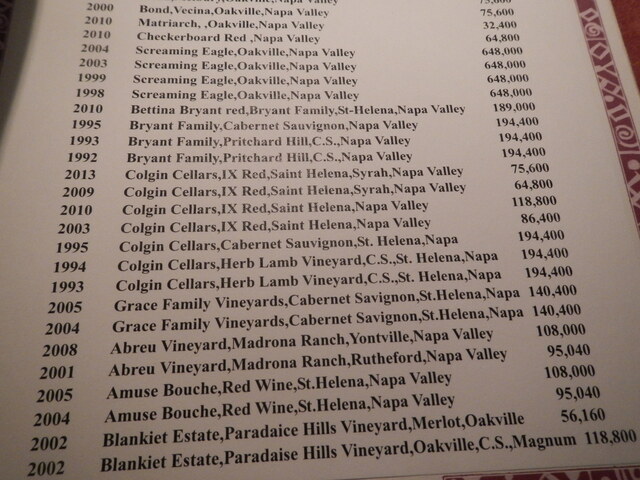 Oakville,Napa Valley
2000 Bond,Vecina,Oakville,Napa Valley 75,600
2010 Matriarch, ,Oakville,Napa Valley 32,400
2010 Checkerboard Red ,Napa Valley 64,800
2004 Screaming Eagle,Oakville,Napa Valley 648,000
2003 Screaming Eagle,Oakville,Napa Valley 648,000
1999 Screaming Eagle,Oakville,Napa Valley 648,000
1998 Screaming Eagle,Oakville,Napa Valley 648,000
2010 Bettina Bryant red,Bryant Family,St-Helena,Napa Valley 189,000
1995 Bryant Family,Cabernet Sauvignon,Napa Valley 194,400
1993 Bryant Family,Pritchard Hill,C.S.,Napa Valley 194,400
1992 Bryant Family,Pritchard Hill,C.S.,Napa Valley 194,400
2013 Colgin Cellars,IX Red,Saint Helena,Syrah,Napa Valley 75,600
2009 Colgin Cellars,IX Red,Saint Helena,Syrah,Napa Valley 64,800
2010 Colgin Cellars,IX Red,Saint Helena,Napa Valley 118,800
2003 Colgin Cellars,IX Red,Saint Helena,Napa Valley 86,400
1995 Colgin Cellars,Cabernet Sauvignon,St. Helena,Napa 194,400
1994 Colgin Cellars,Herb Lamb Vineyard,C.S.,St. Helena,Napa 194,400
1993 Colgin Cellars,Herb Lamb Vineyard,C.S.,St. Helena,Napa 194,400
2005 Grace Family Vineyards,Cabernet Savignon,St.Helena,Napa 140,400
2004 Grace Family Vineyards,Cabernet Savignon,St.Helena,Napa 140,400
2008 Abreu Vineyard,Madrona Ranch,Yontville,Napa Valley 108,000
2001 Abreu Vineyard,Madrona Ranch,Rutheford,Napa Valley 95,040
2005 Amuse Bouche,Red Wine,St.Helena,Napa Valley 108,000
2004 Amuse Bouche,Red Wine,St.Helena,Napa Valley 95,040
2002 Blankiet Estate,Paradaice Hills Vineyard,Merlot,Oakville 56,160
2002 Blankiet Estate,Paradaise Hills Vineyard,Oakville,C.S.,Magnum 118,800